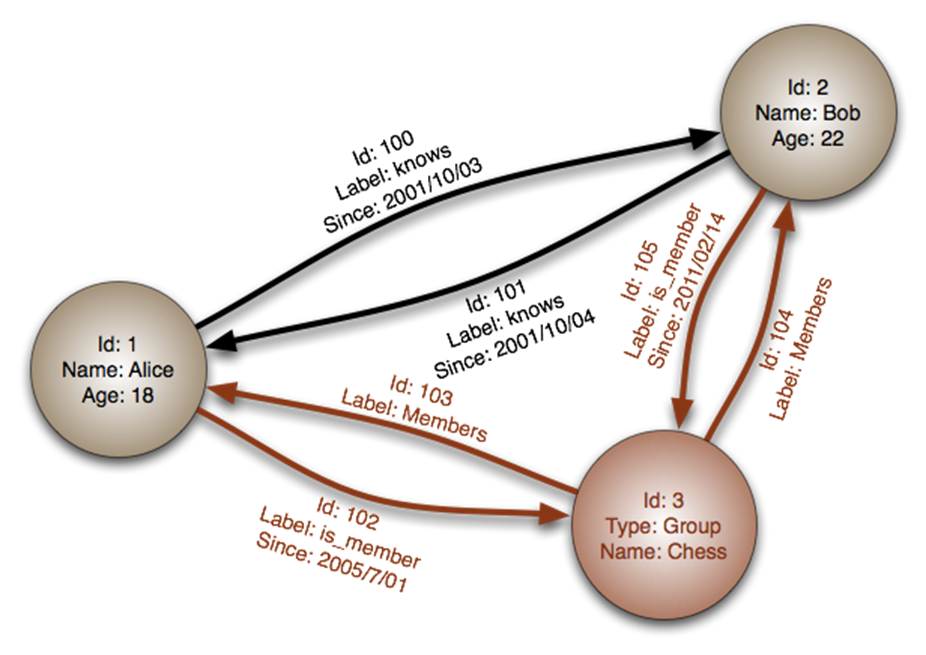 Id: 2
Name: Bob
Age: 22
Id: 100
Label: knows
Since: 2001/10/03
Id: 101
Label: knows
Since: 2001/10/04
Id: 105
Label: is_member
Since: 2011/02/14
Id: 104
Label: Members
Id: 1
Name: Alice
Age: 18
Id: 103
Label: Members
Id: 102
Label: is_member
Since: 2005/7/01
Id: 3
Type: Group
Name: Chess